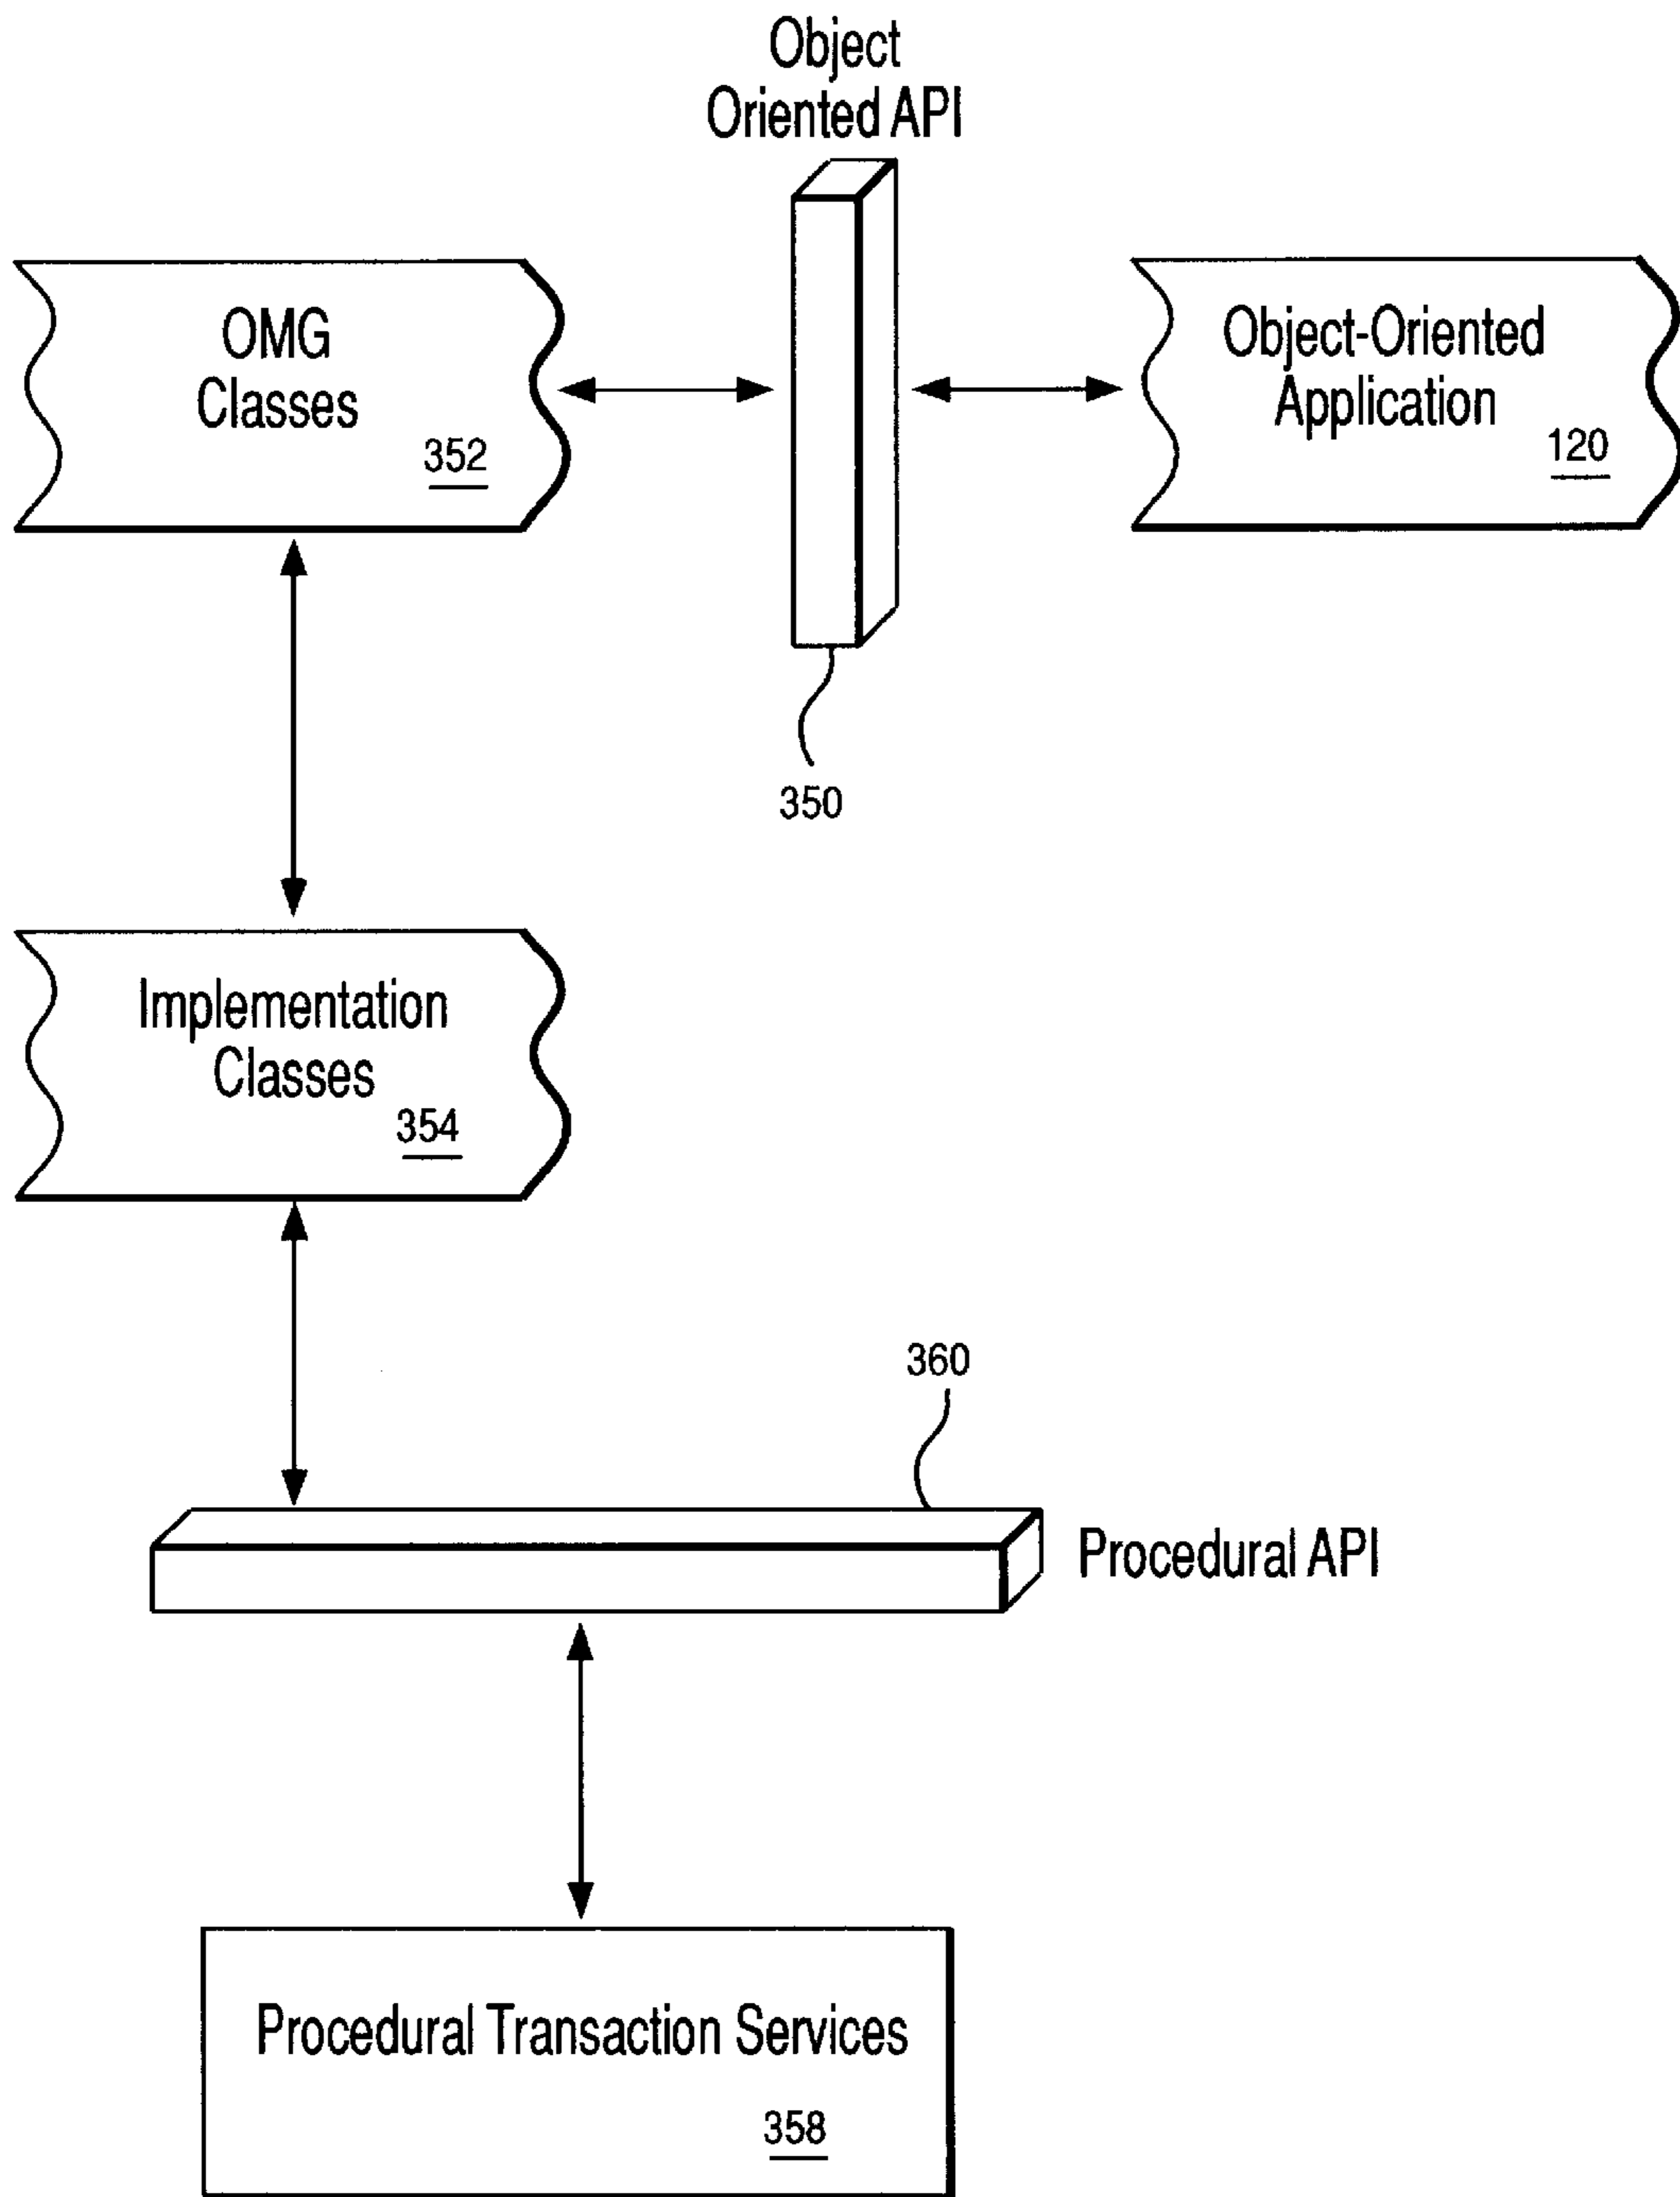 Object
Oriented API
OMG
Classes
352
Object-Oriented
Application
120
350
Implementation
Classes
354
360
Procedural API
Procedural Transaction Services
358